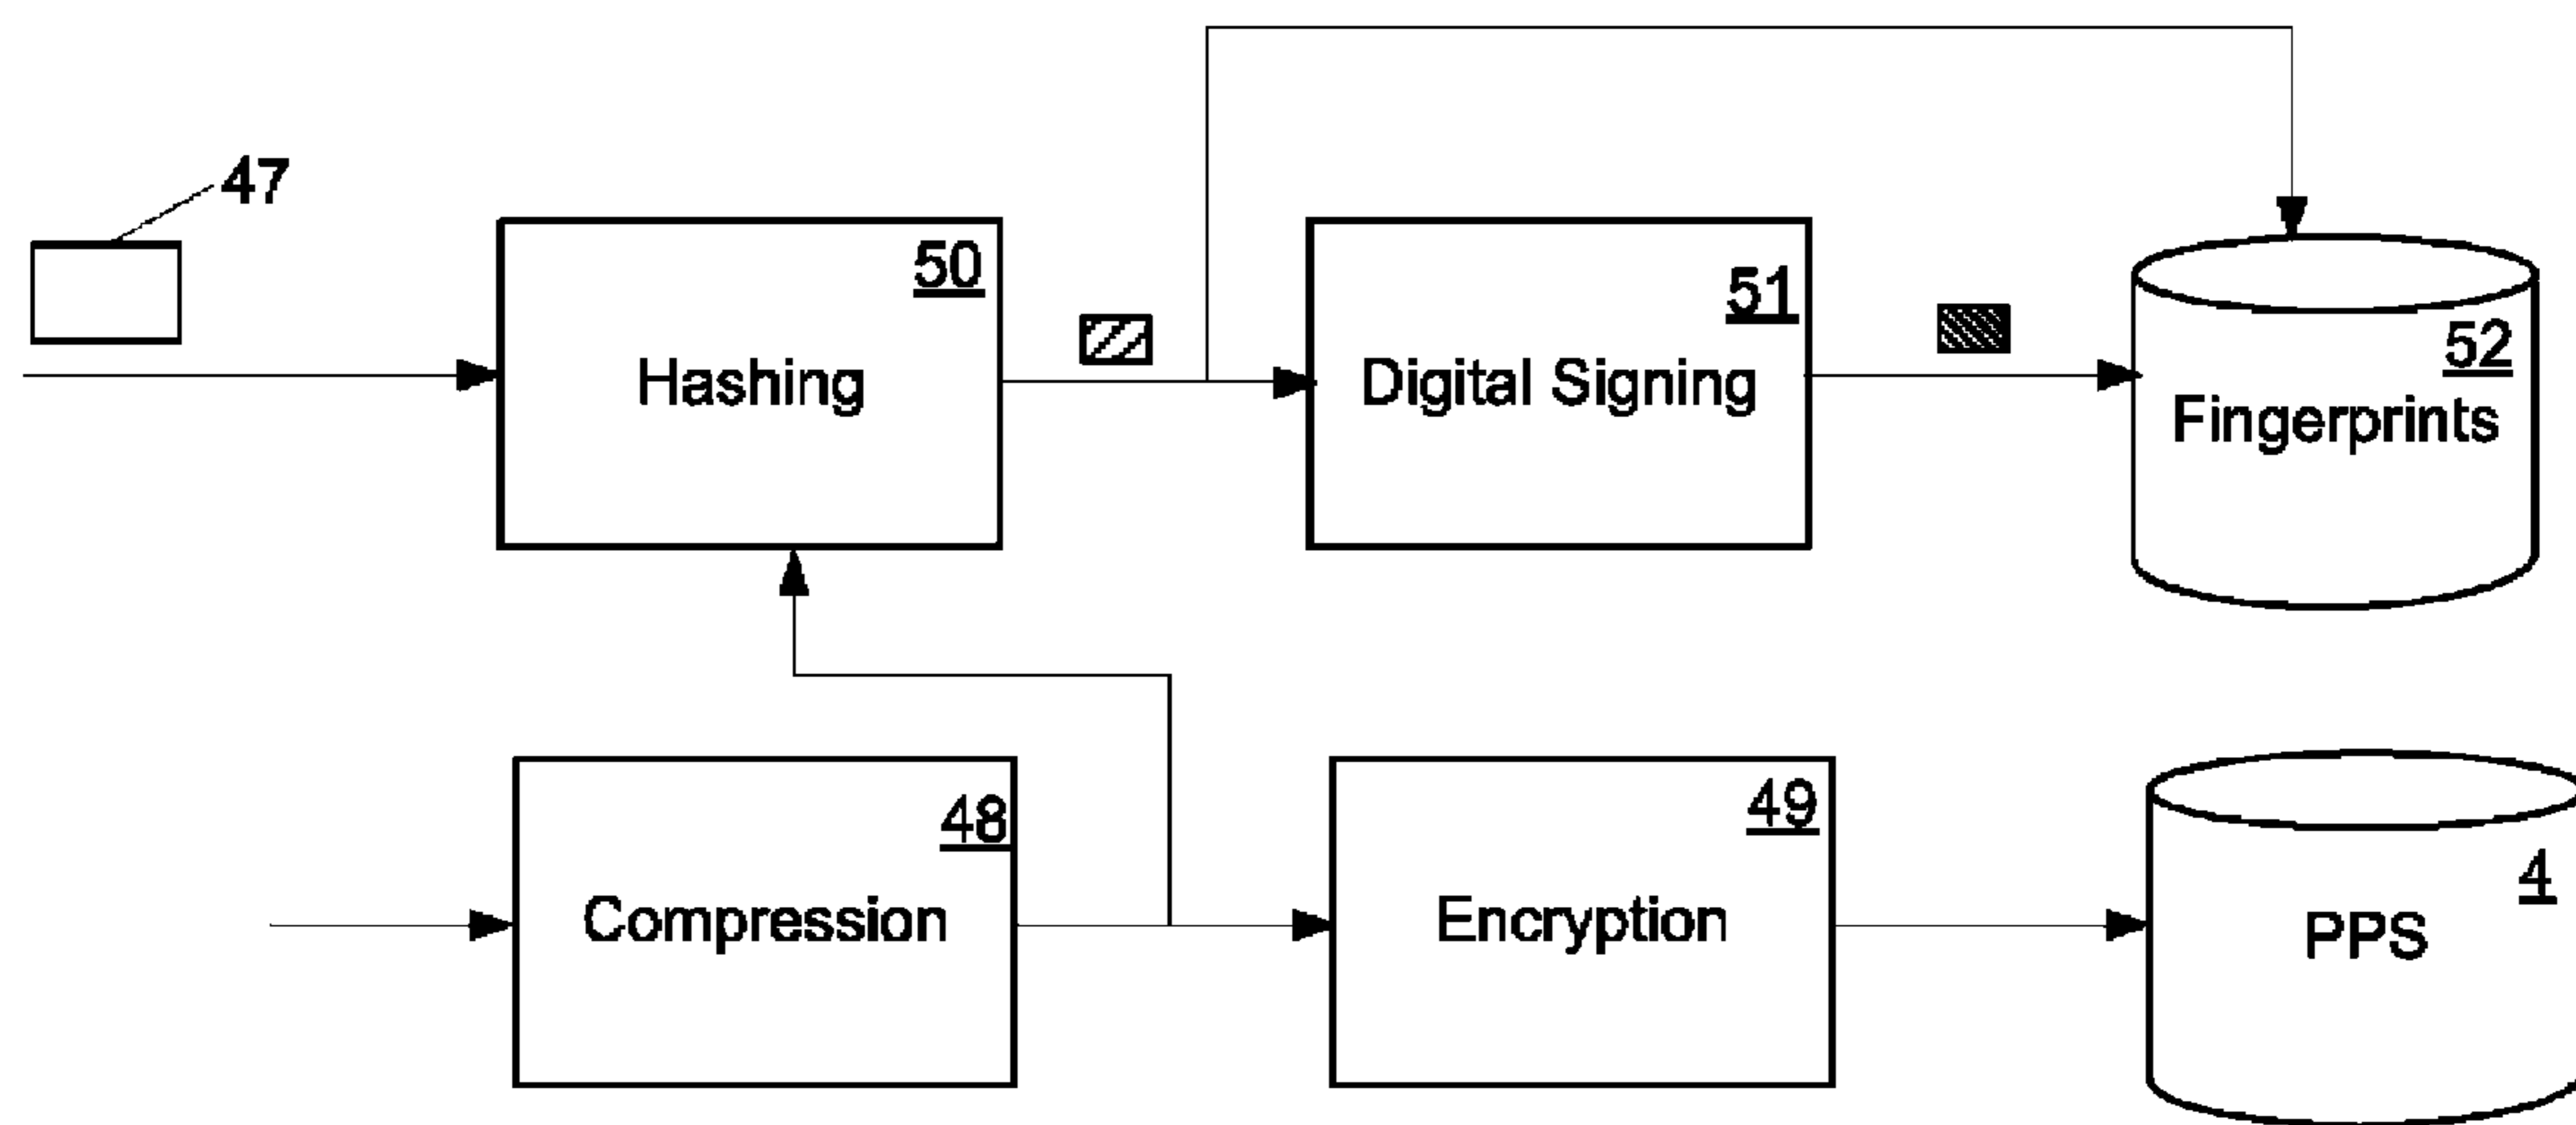 47
50
Hashing
51
Digital Signing
52
Fingerprints
48
Compression
49
Encryption
4
PPS